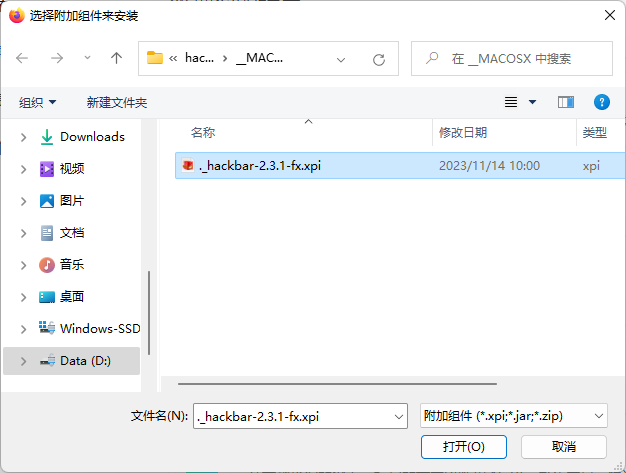 选择附加组件来安装
hac... › __MAC...
在 __MACOSX 中搜索
组织
新建文件夹
名称
修改日期
类型
Downloads
视频
图片
文档
音乐
桌面
Windows-SSD
Data (D:)
._hackbar-2.3.1-fx.xpi
2023/11/14 10:00
xpi
文件名(N):
._hackbar-2.3.1-fx.xpi
附加组件 (*.xpi;*.jar;*.zip)
打开(O)
取消